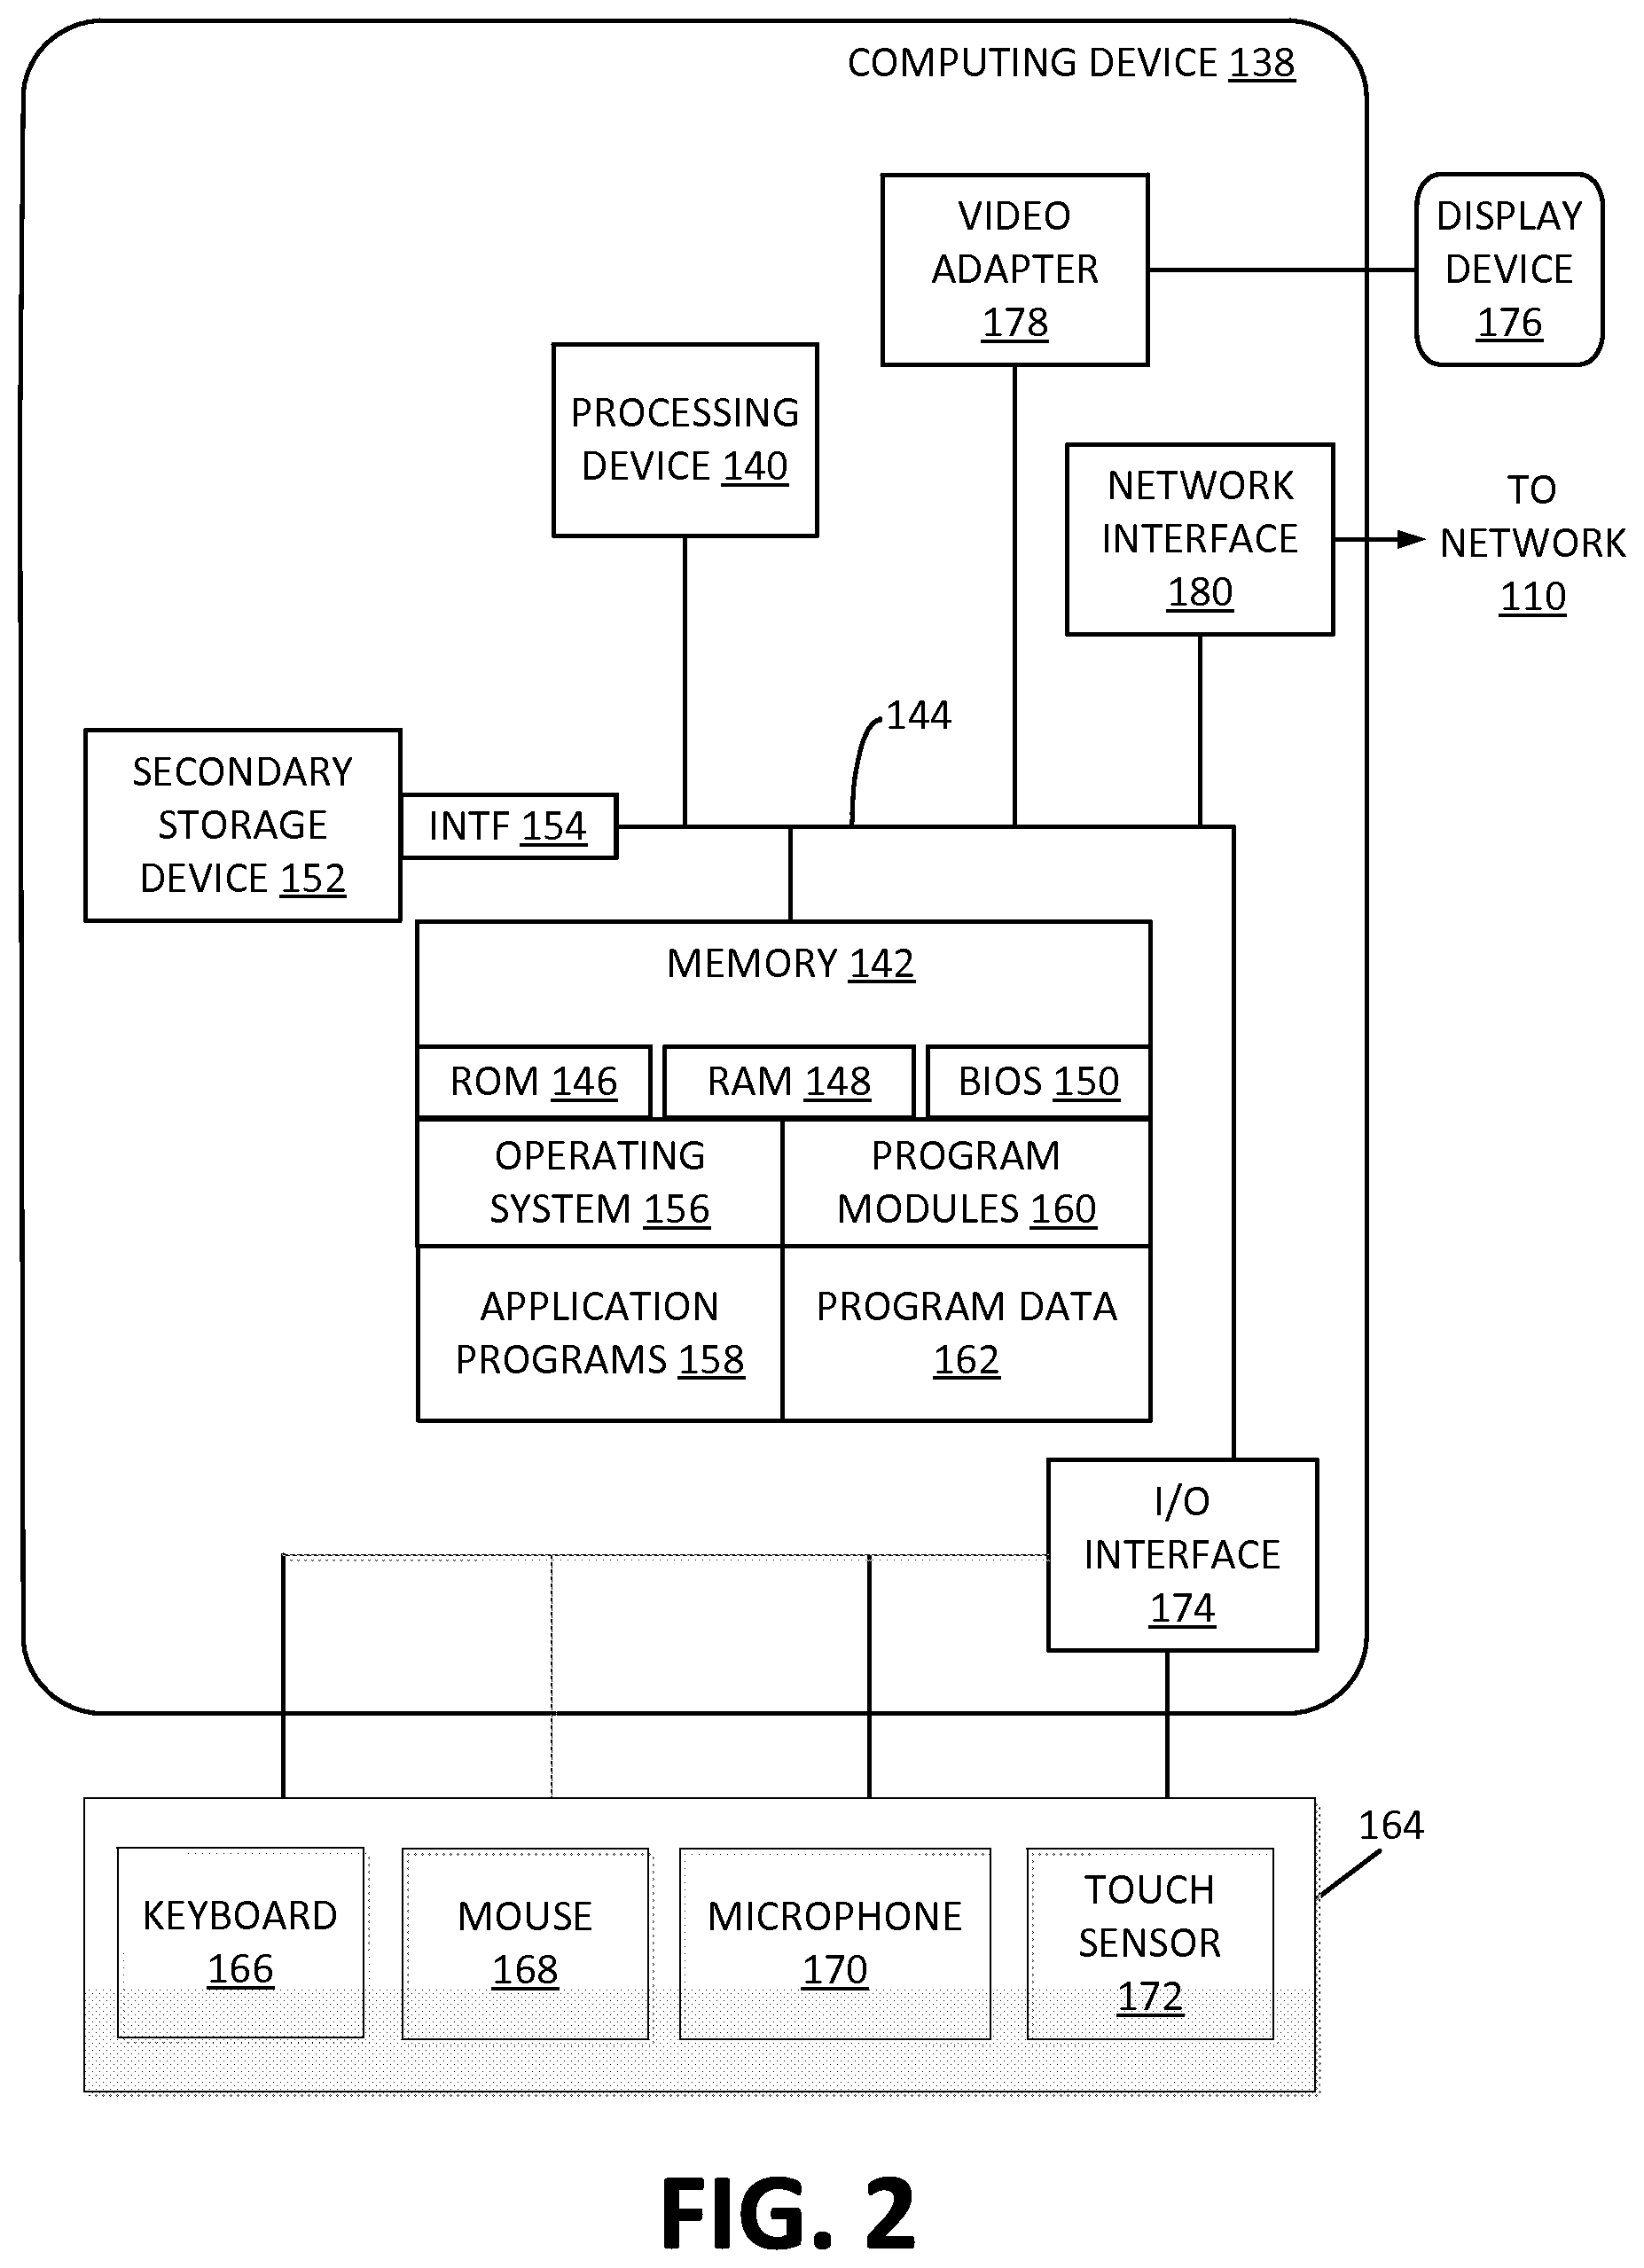 COMPUTING DEVICE 138
VIDEO
ADAPTER
178
DISPLAY
DEVICE
176
PROCESSING
DEVICE 140
NETWORK
INTERFACE
180
TO
NETWORK
110
144
SECONDARY
STORAGE
DEVICE 152
INTF 154
MEMORY 142
ROM 146
RAM 148
BIOS 150
OPERATING
SYSTEM 156
PROGRAM
MODULES 160
APPLICATION
PROGRAMS 158
PROGRAM DATA
162
I/O
INTERFACE
174
164
KEYBOARD
166
MOUSE
168
MICROPHONE
170
TOUCH
SENSOR
172
FIG. 2